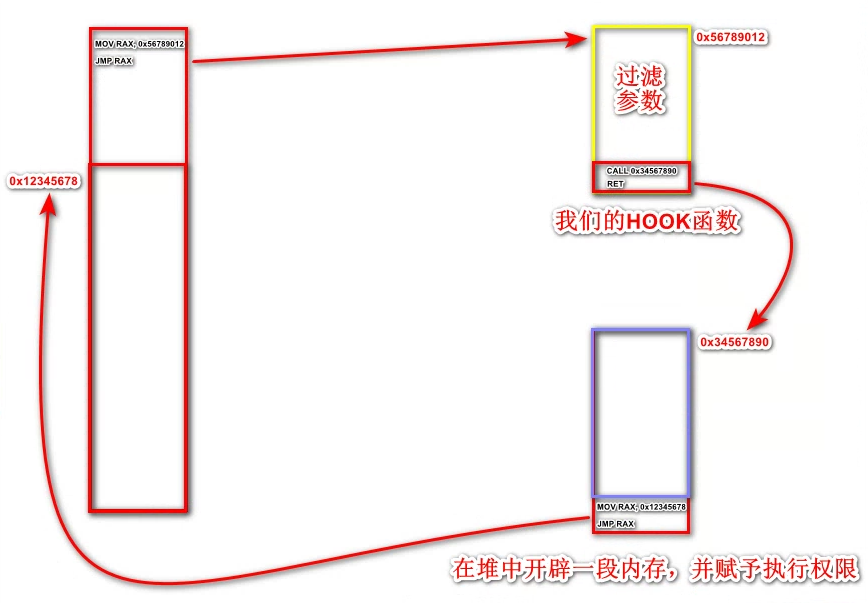 MOV RAX, 0x56789012
JMP RAX
0x56789012
过滤
参数
0x12345678
CALL 0x34567890
RET
我们的HOOK函数
0x34567890
MOV RAX, 0x12345678
JMP RAX
在堆中开辟一段内存，并赋予执行权限